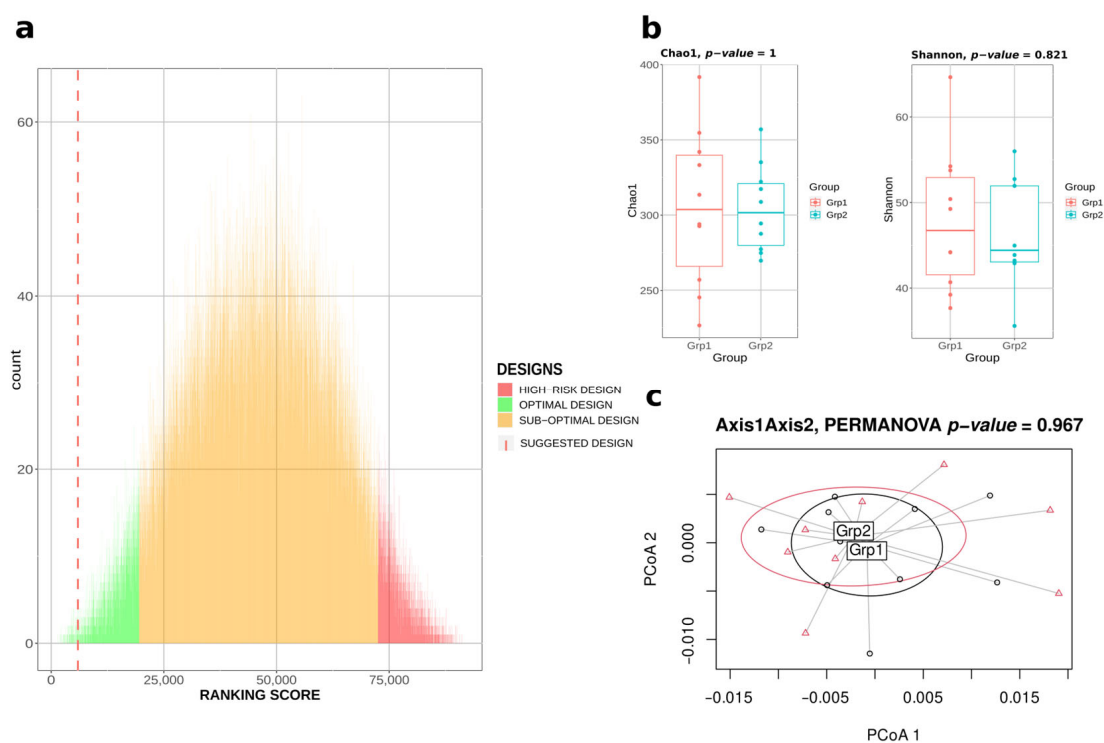 a
60
40
20
0
count
0
25,000
50,000
75,000
RANKING SCORE
DESIGNS
HIGH-RISK DESIGN
OPTIMAL DESIGN
SUB-OPTIMAL DESIGN
SUGGESTED DESIGN
b
Chao1, p-value = 1
400
350
300
250
Chao1
Grp1
Grp2
Group
Group
Grp1
Grp2
Shannon, p-value = 0.821
60
50
40
Shannon
Grp1
Grp2
Group
Group
Grp1
Grp2
c
Axis1Axis2, PERMANOVA p-value = 0.967
PCoA 2
0.000
−0.010
Grp2
Grp1
−0.015
−0.005
0.005
0.015
PCoA 1